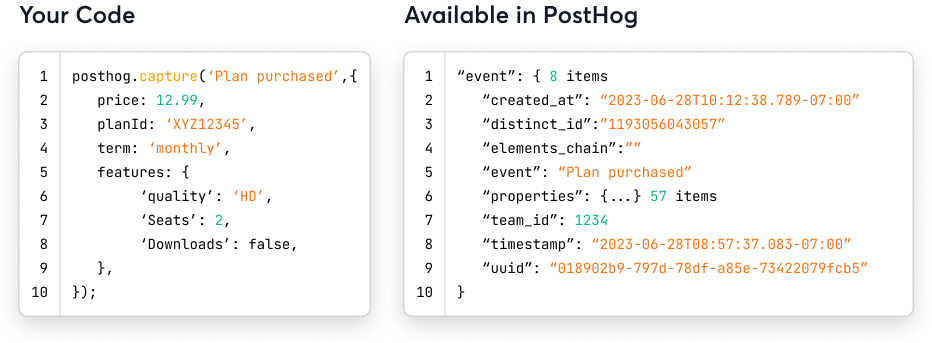 Your Code
1 posthog.capture(‘Plan purchased’,{
2 price: 12.99,
3 planId: ‘XYZ12345’,
4 term: ‘monthly’,
5 features: {
6 ‘quality’: ‘HD’,
7 ‘Seats’: 2,
8 ‘Downloads’: false,
9 },
10 });
Available in PostHog
1 “event”: { 8 items
2 “created_at”: “2023-06-28T10:12:38.789-07:00”
3 “distinct_id”:”1193056043057”
4 “elements_chain”:””
5 “event”: “Plan purchased”
6 “properties”: {...} 57 items
7 “team_id”: 1234
8 “timestamp”: “2023-06-28T08:57:37.083-07:00”
9 “uuid”: “018902b9-797d-78df-a85e-73422079fcb5”
10 }